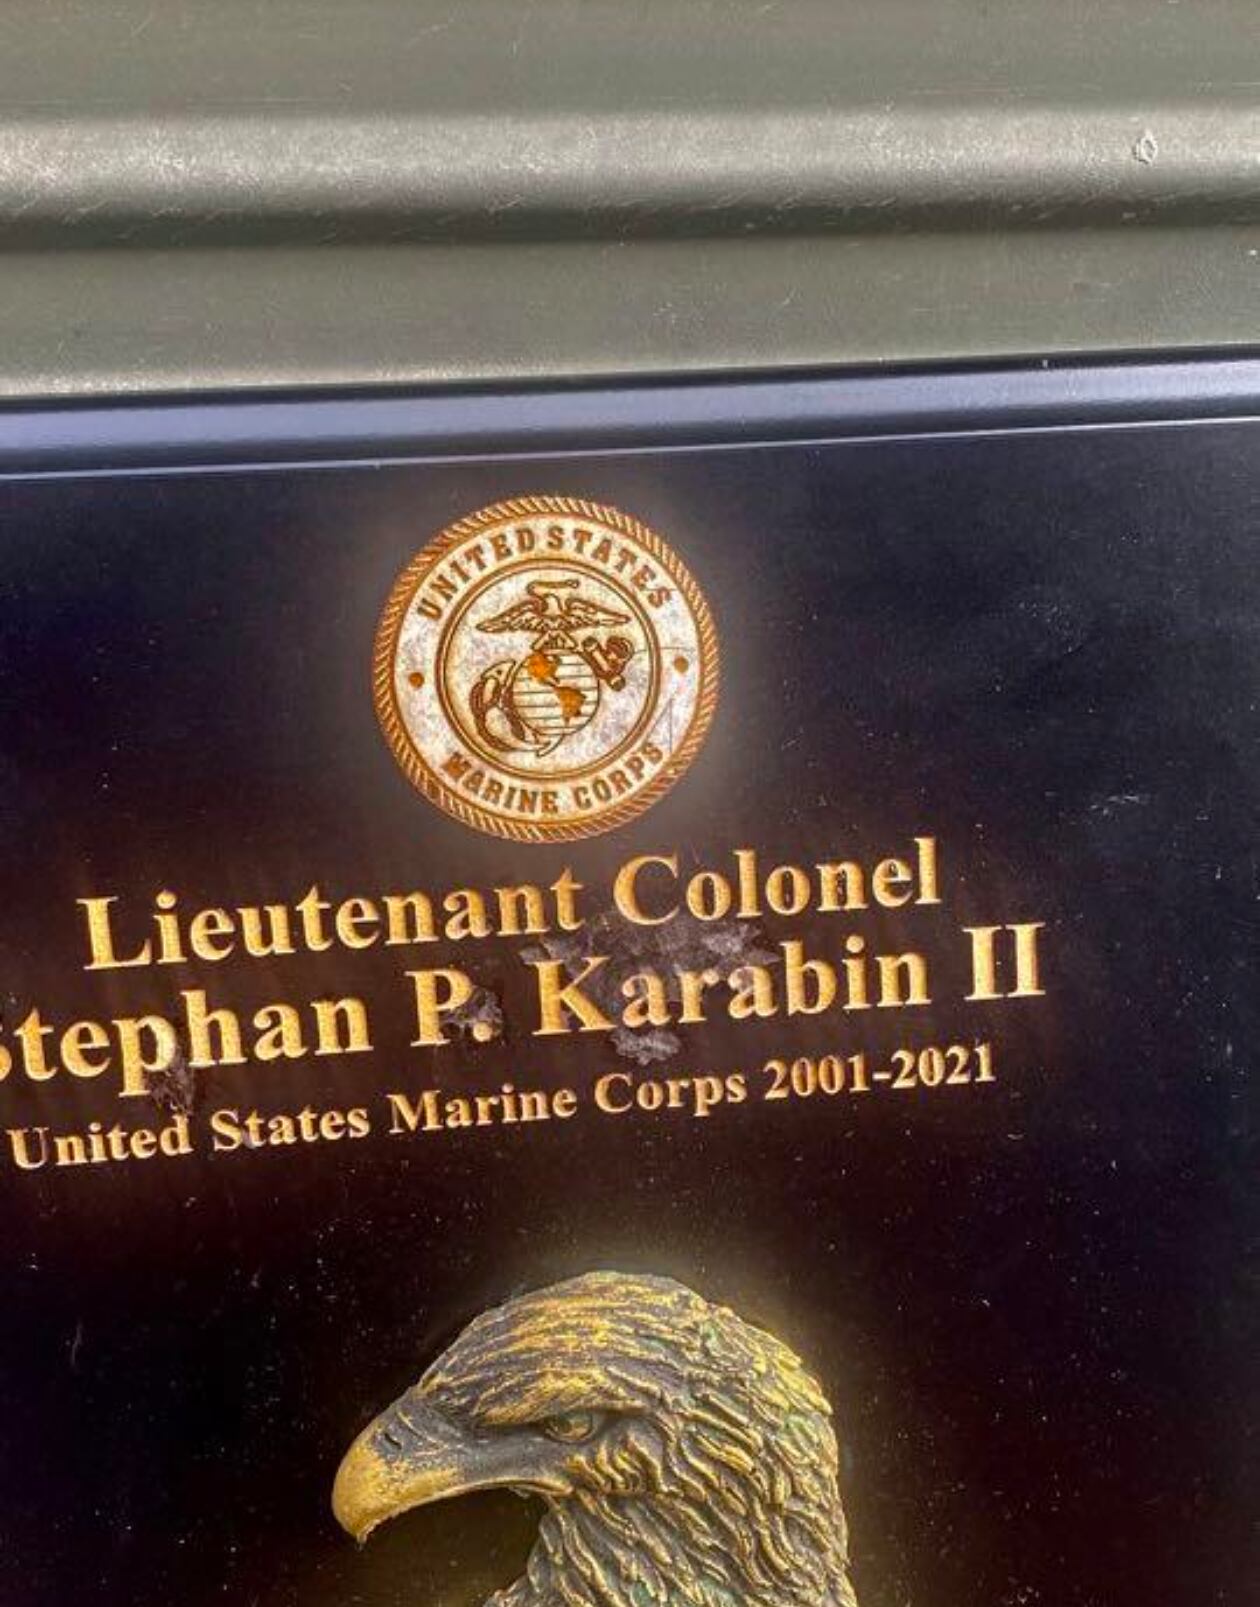 UNITED STATES
MARINE CORPS
Lieutenant Colonel
Stephan P. Karabin II
United States Marine Corps 2001-2021